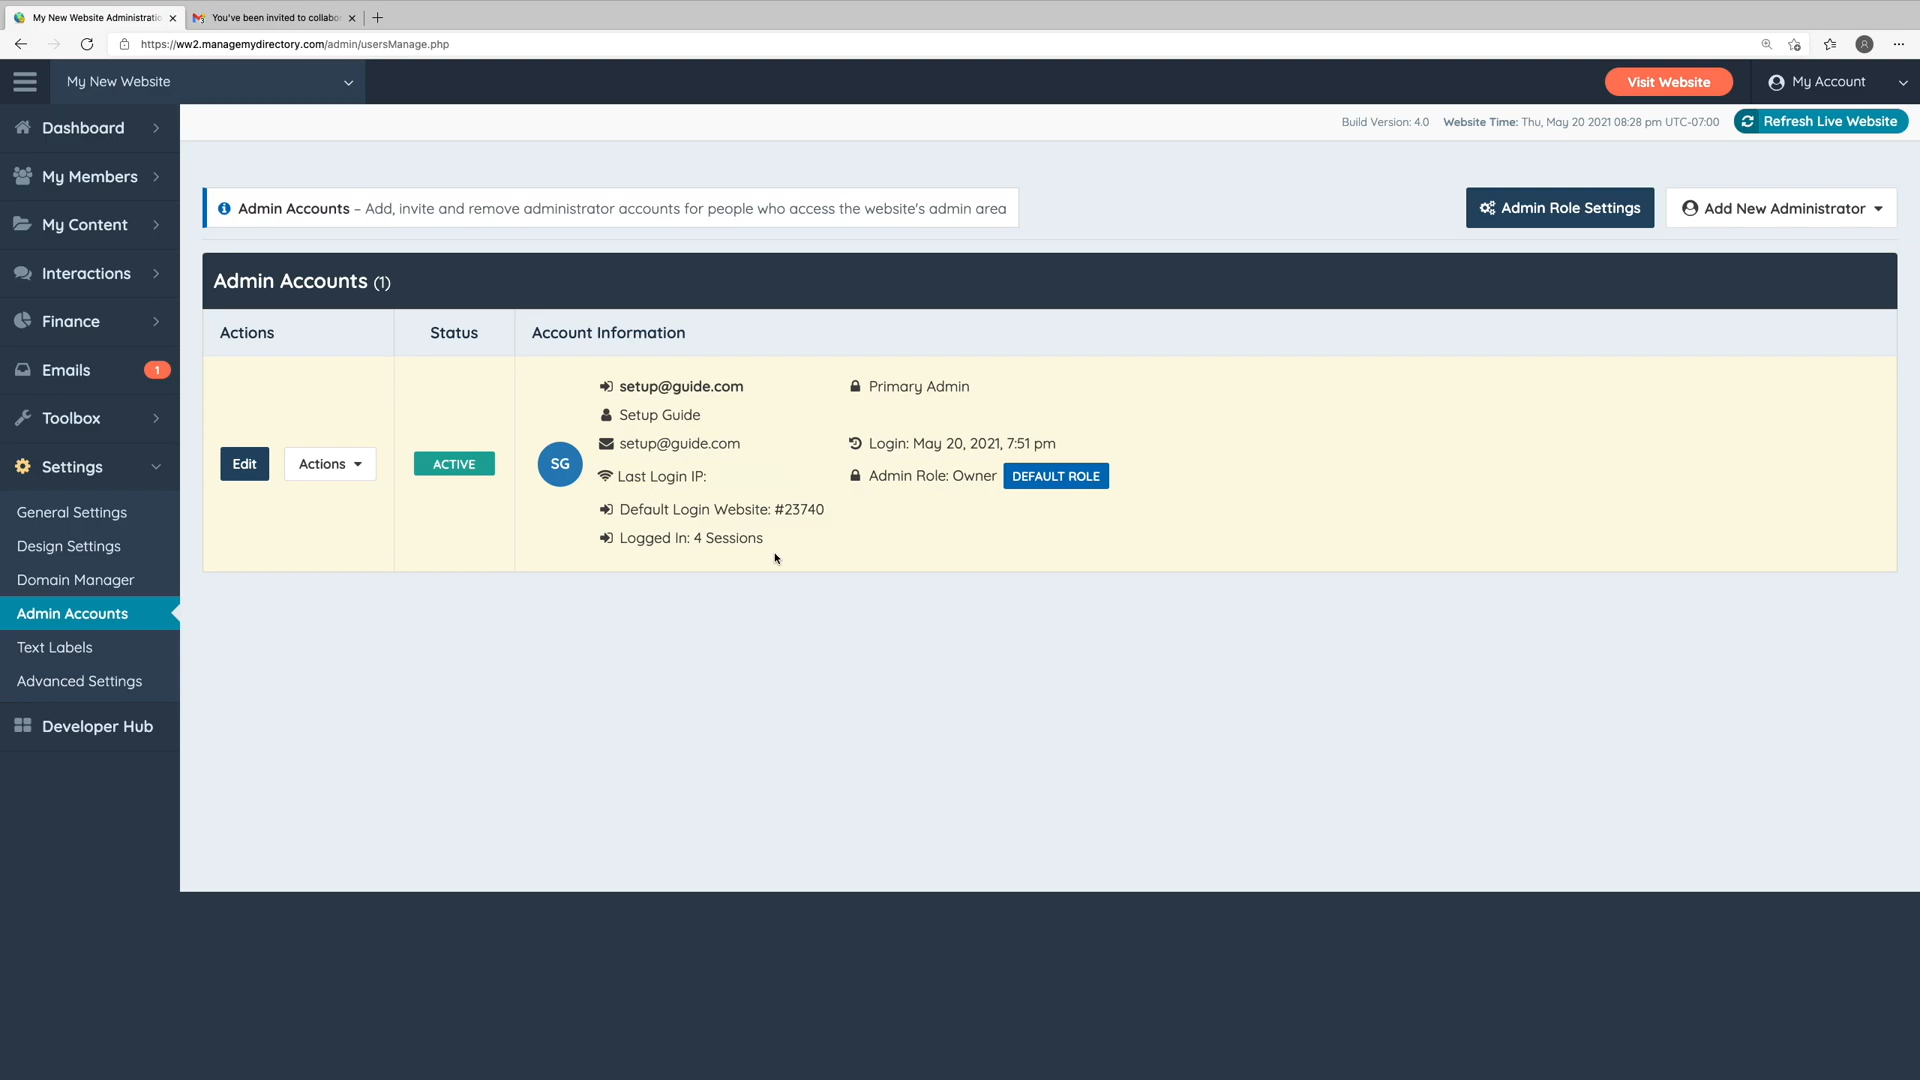 My New Website Administratio
You've been invited to collabor
https://ww2.managemydirectory.com/admin/usersManage.php
My New Website
Visit Website
My Account
Build Version: 4.0 Website Time: Thu, May 20 2021 08:28 pm UTC-07:00 Refresh Live Website
Dashboard
My Members
My Content
Interactions
Finance
Emails 1
Toolbox
Settings
General Settings
Design Settings
Domain Manager
Admin Accounts
Text Labels
Advanced Settings
Developer Hub
Admin Accounts – Add, invite and remove administrator accounts for people who access the website's admin area
Admin Role Settings
Add New Administrator
Admin Accounts (1)
Actions Status Account Information
Edit Actions
ACTIVE
SG
setup@guide.com
Setup Guide
setup@guide.com
Last Login IP:
Default Login Website: #23740
Logged In: 4 Sessions
Primary Admin
Login: May 20, 2021, 7:51 pm
Admin Role: Owner DEFAULT ROLE